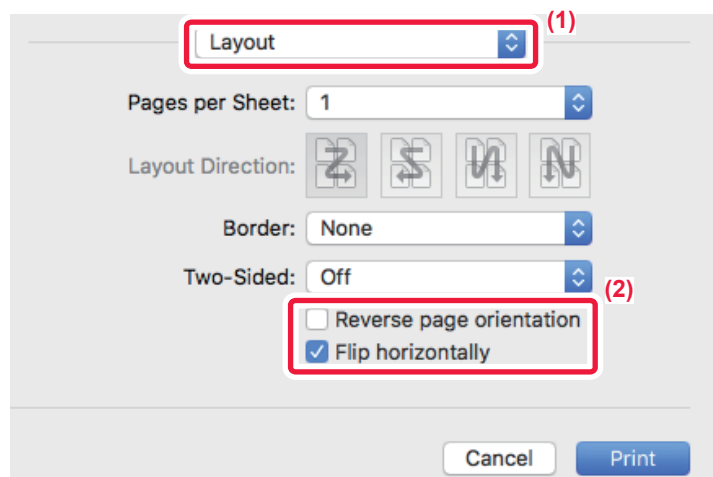 (1)
Layout
Pages per Sheet: 1
Layout Direction:
Border: None
Two-Sided: Off
(2)
Reverse page orientation
Flip horizontally
Cancel Print